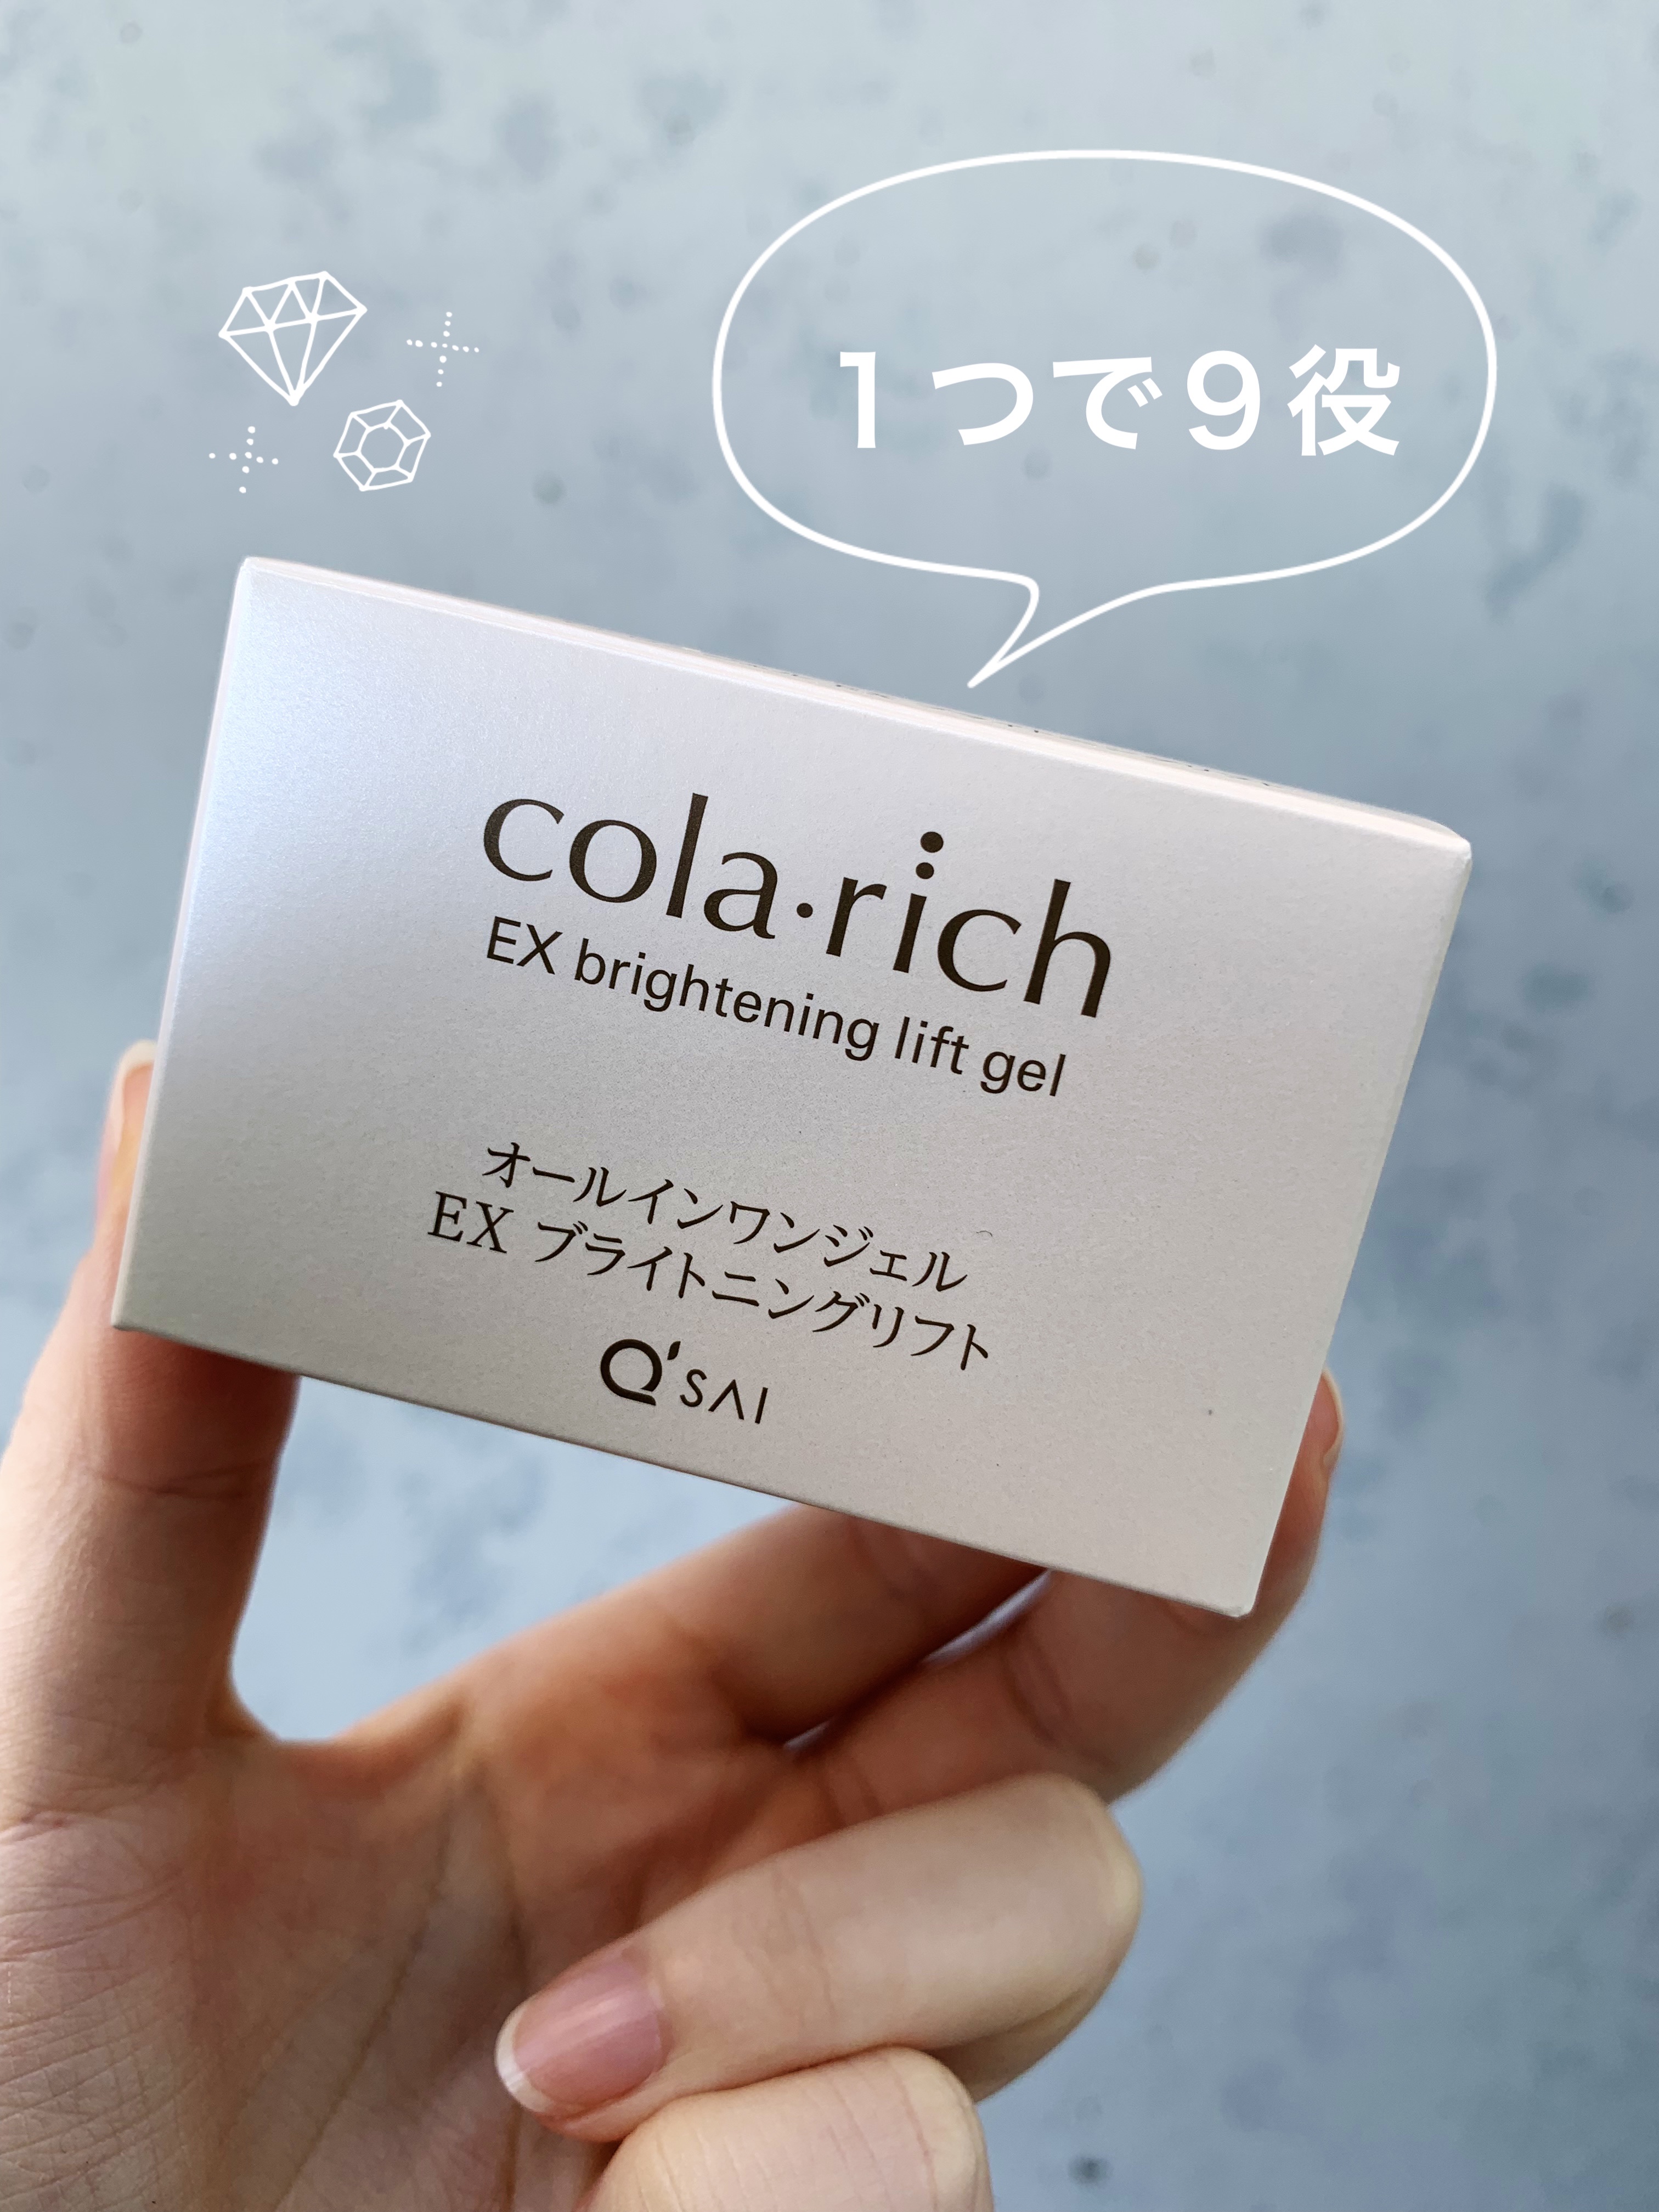 1つで9役
cola・rich
EX brightening lift gel
オールインワンジェル
EX ブライトニングリフト
Q'SAI